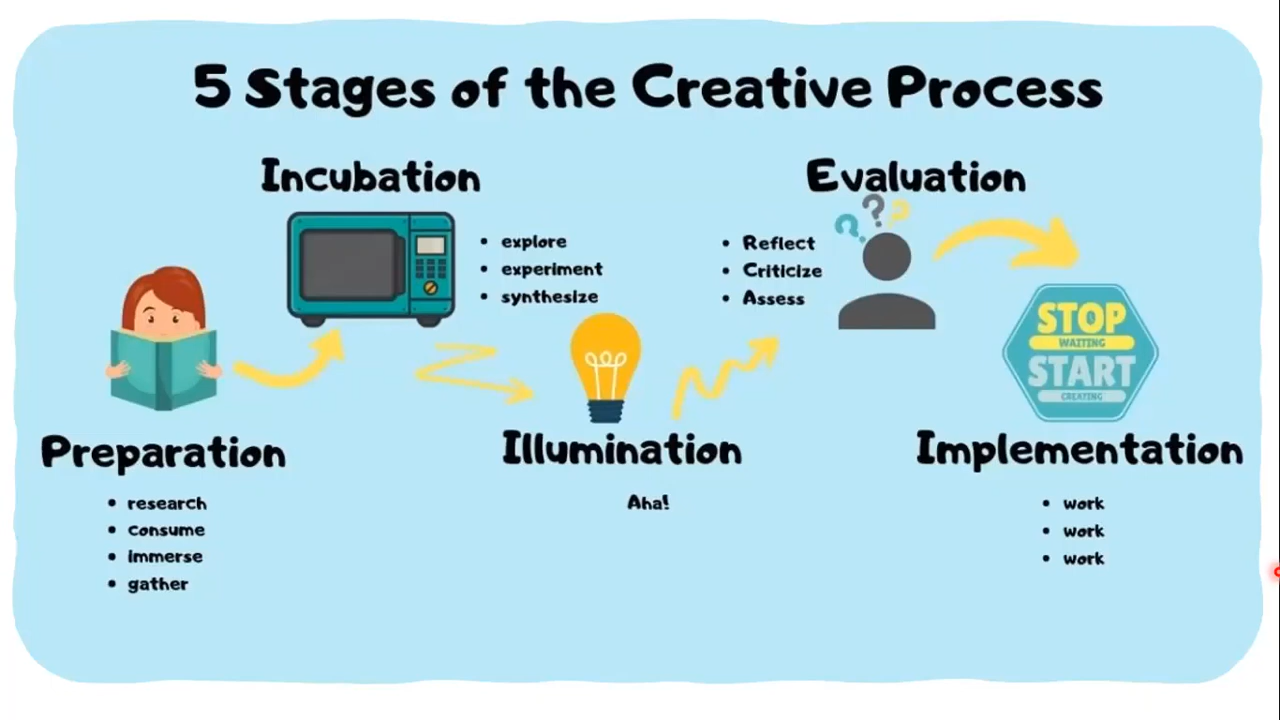 5 Stages of the Creative Process
Preparation
research
consume
immerse
gather
Incubation
explore
experiment
synthesize
Illumination
Aha!
Evaluation
???
Reflect
Criticize
Assess
STOP
WAITING
START
CREATING
Implementation
work
work
work